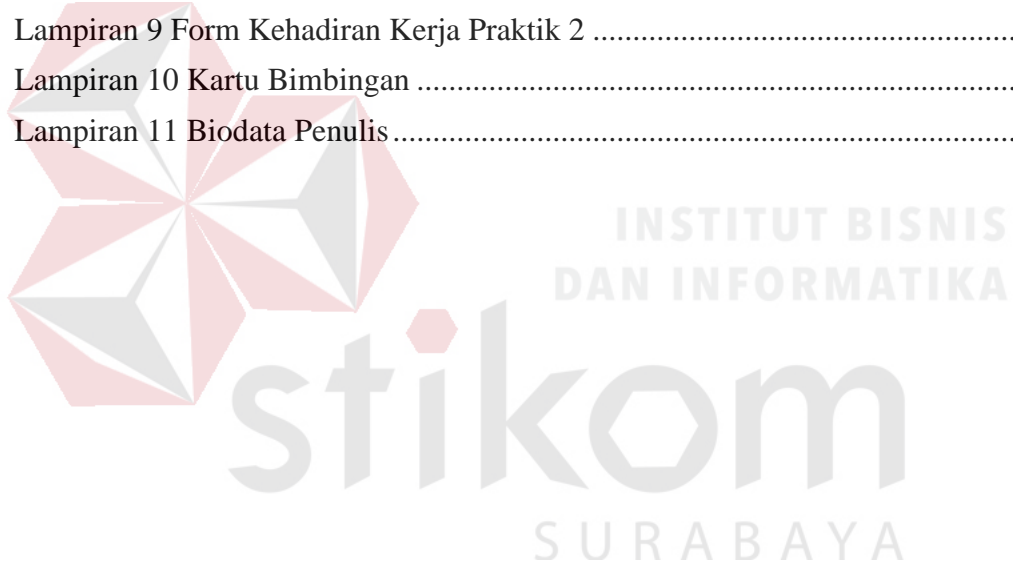 Lampiran 9 Form Kehadiran Kerja Praktik 2 ......................................................................
Lampiran 10 Kartu Bimbingan ....................................................................................................
Lampiran 11 Biodata Penulis ........................................................................................................
INSTITUT BISNIS
DAN INFORMATIKA
stikom
SURABAYA